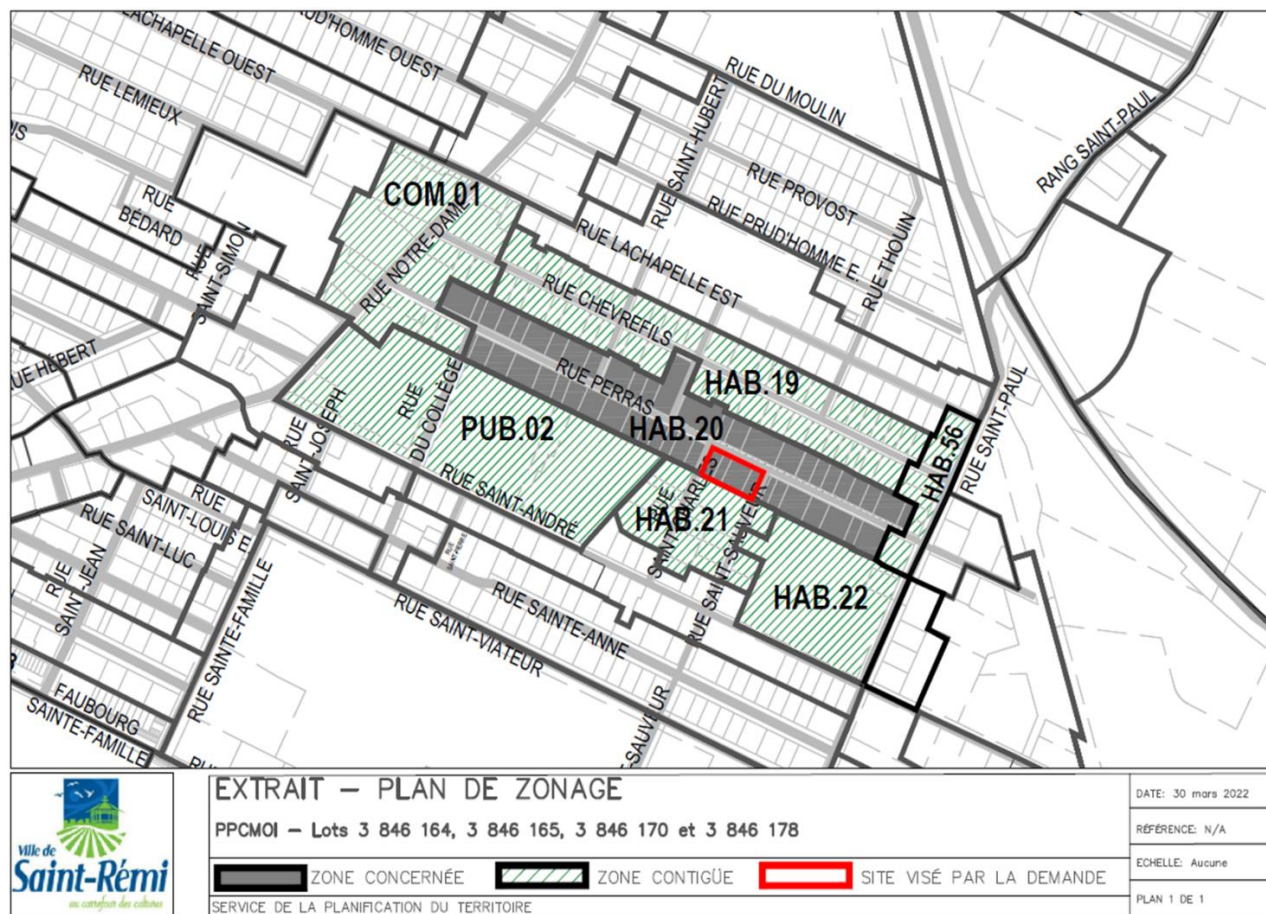 LACHAPELLE OUEST
RUD'HOMME OUEST
RUE LEMIEUX
RUE DU MOULIN
RUE SAINT-HUBERT
RANG SAINT-PAUL
RUE PROVOST
RUE PRUD'HOMME E.
RUE THOUIN
RUE
BÉDARD
RUE
SAINT-SIMON
COM.01
RUE NOTRE-DAME
RUE LACHAPELLE EST
RUE CHEVREFILS
RUE PERRAS
HAB.19
HAB.20
HAB.56
RUE SAINT-PAUL
RUE HÉBERT
RUE
SAINT-JOSEPH
RUE
DU COLLÈGE
PUB.02
RUE SAINT-ANDRÉ
RUE
SAINT-CHARLES
HAB.21
RUE SAINT-SAUVEUR
HAB.22
RUE
SAINT-LOUIS E
RUE SAINT-LUC
RUE
SAINT-JEAN
RUE SAINTE-FAMILLE
RUE
SAINT-PIERRE
RUE SAINTE-ANNE
RUE SAINT-VIATEUR
FAUBOURG
SAINTE-FAMILLE
-SAUVEUR
Ville de
Saint-Rémi
au carrefour des cultures
EXTRAIT – PLAN DE ZONAGE
PPCMOI – Lots 3 846 164, 3 846 165, 3 846 170 et 3 846 178
ZONE CONCERNÉE
ZONE CONTIGÜE
SITE VISÉ PAR LA DEMANDE
SERVICE DE LA PLANIFICATION DU TERRITOIRE
DATE: 30 mars 2022
RÉFÉRENCE: N/A
ECHELLE: Aucune
PLAN 1 DE 1